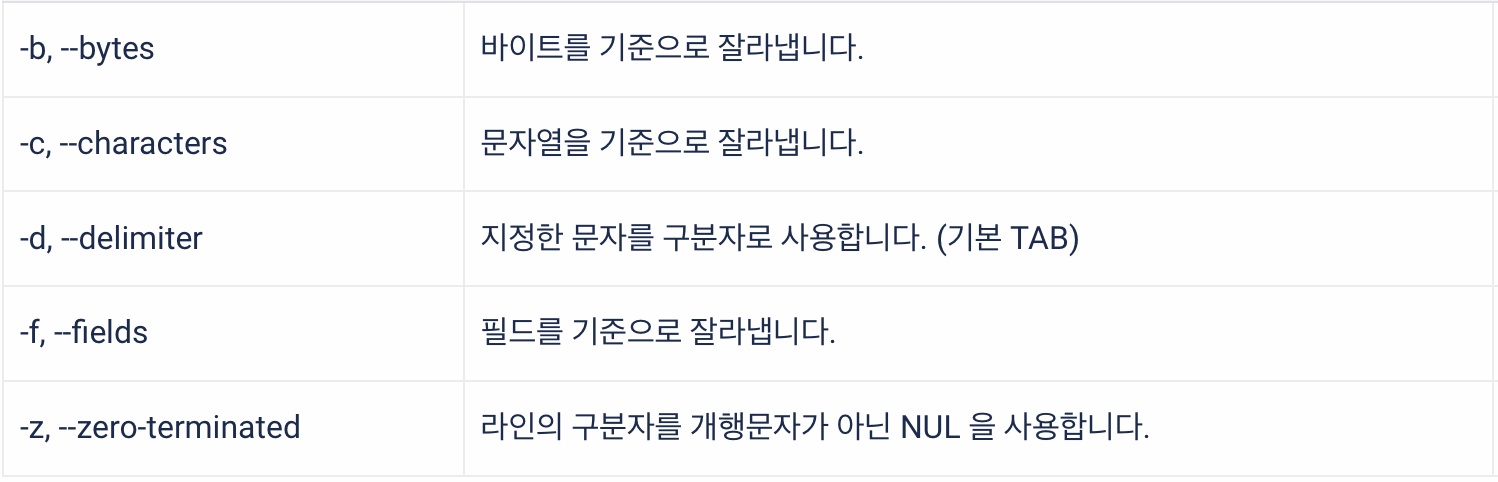 -b, --bytes 바이트를 기준으로 잘라냅니다.
-c, --characters 문자열을 기준으로 잘라냅니다.
-d, --delimiter 지정한 문자를 구분자로 사용합니다. (기본 TAB)
-f, --fields 필드를 기준으로 잘라냅니다.
-z, --zero-terminated 라인의 구분자를 개행문자가 아닌 NUL 을 사용합니다.